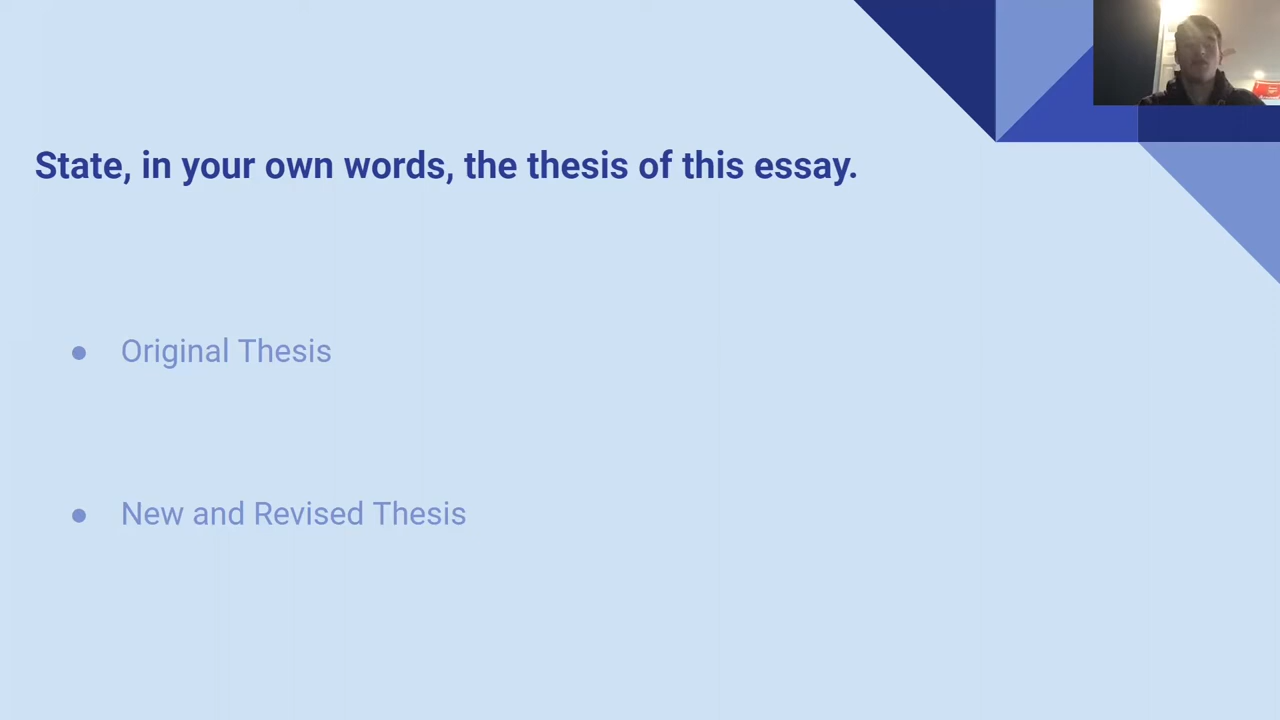 State, in your own words, the thesis of this essay.
● Original Thesis
● New and Revised Thesis